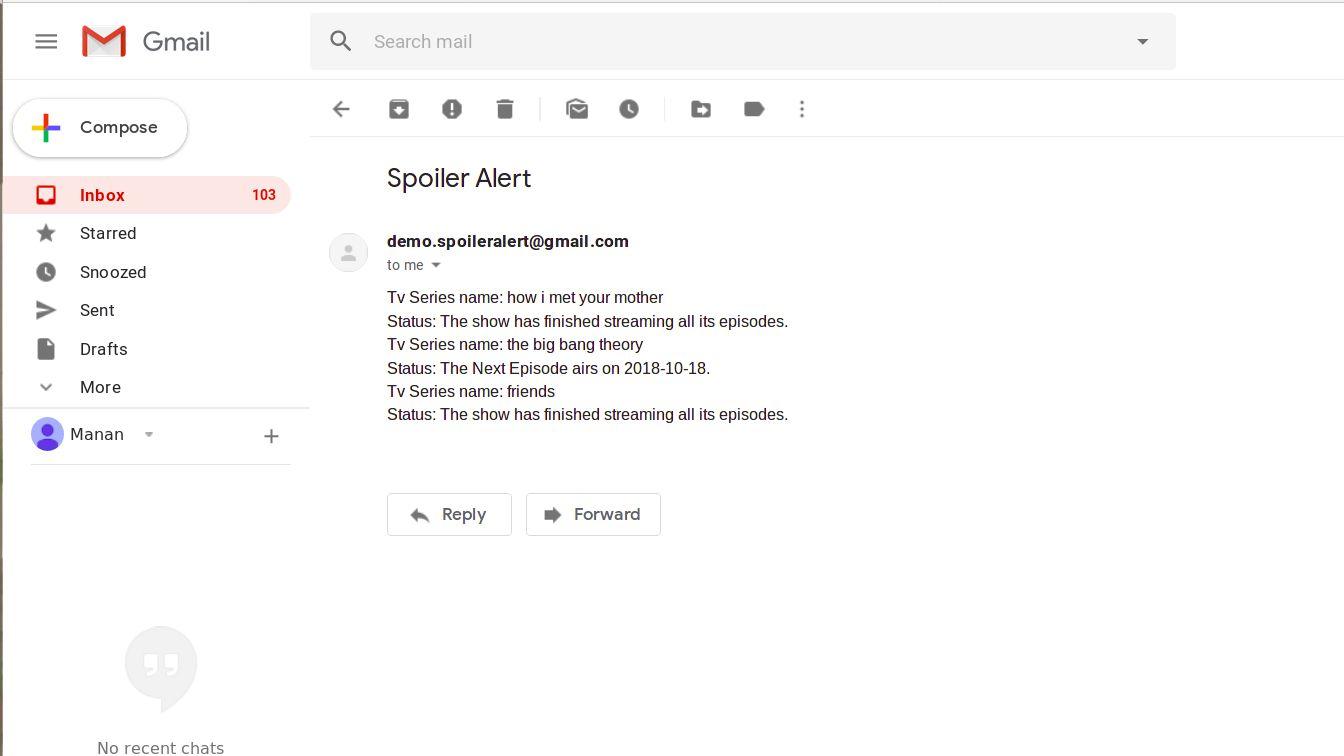 Gmail
Search mail
Compose
Inbox 103
Starred
Snoozed
Sent
Drafts
More
Manan
No recent chats
Spoiler Alert
demo.spoileralert@gmail.com
to me
Tv Series name: how i met your mother
Status: The show has finished streaming all its episodes.
Tv Series name: the big bang theory
Status: The Next Episode airs on 2018-10-18.
Tv Series name: friends
Status: The show has finished streaming all its episodes.
Reply Forward